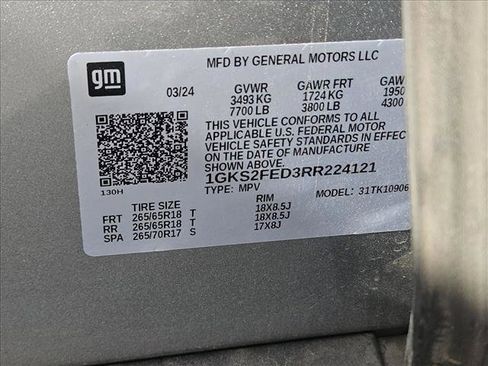 gm
MFD BY GENERAL MOTORS LLC
03/24 GVWR GAWR FRT GAW
3493 KG 1724 KG 1950
7700 LB 3800 LB 4300
THIS VEHICLE CONFORMS TO ALL
APPLICABLE U.S. FEDERAL MOTOR
VEHICLE SAFETY STANDARDS IN EFFEC
ON THE DATE OF MANUFACTURE
SHOWN ABOVE.
1GKS2FED3RR224121
130H TYPE: MPV MODEL: 31TK10906
TIRE SIZE RIM
FRT 265/65R18 T 18X8.5J
RR 265/65R18 T 18X8.5J
SPA 265/70R17 S 17X8J